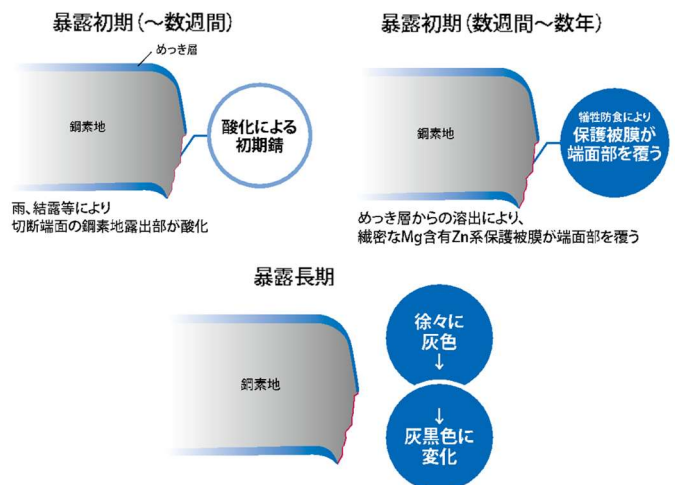 暴露初期(～数週間)
めっき層
鋼素地
酸化による
初期錆
雨、結露等により
切断端面の鋼素地露出部が酸化
暴露初期(数週間～数年)
鋼素地
犠牲防食により
保護被膜が
端面部を覆う
めっき層からの溶出により、
繊密なMg含有Zn系保護被膜が端面部を覆う
暴露長期
鋼素地
徐々に
灰色
↓
↓
灰黒色に
変化